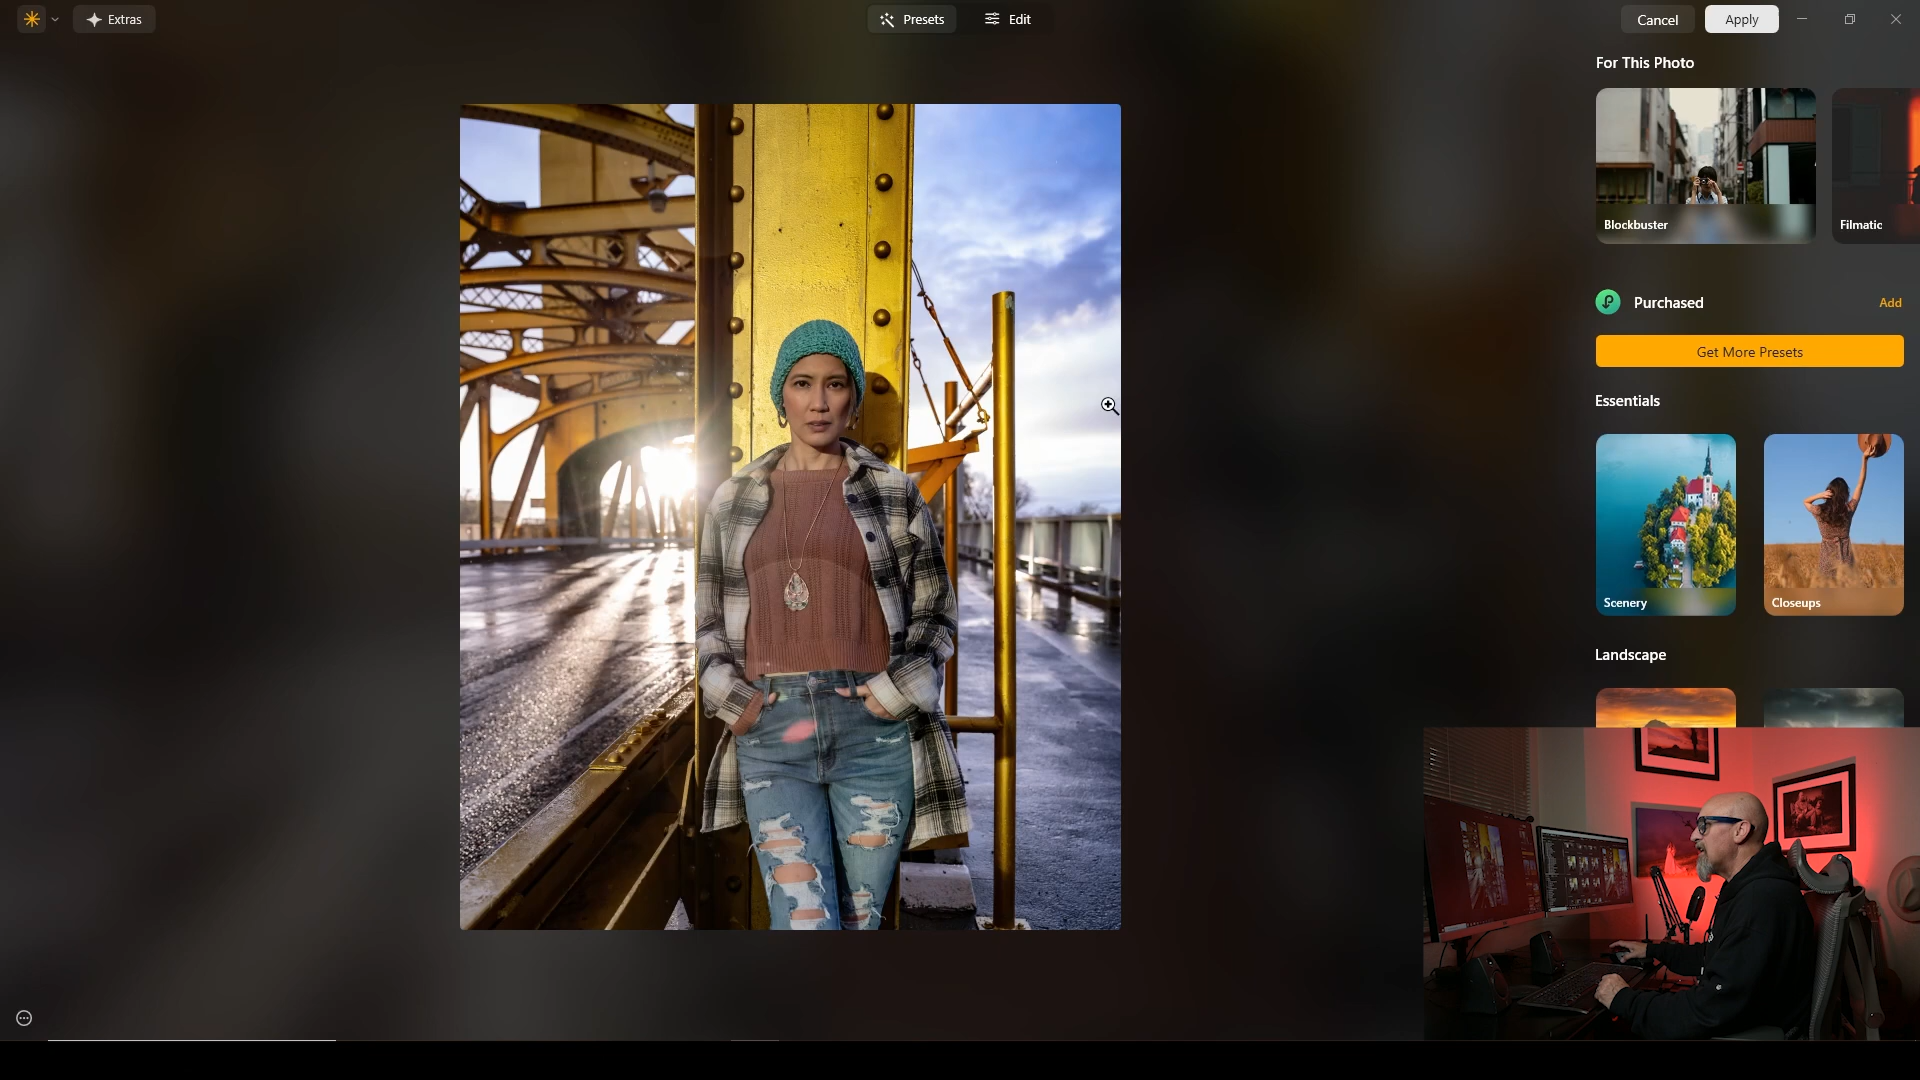 Extras
Presets
Edit
Cancel
Apply
For This Photo
Blockbuster
Filmatic
Purchased
Add
Get More Presets
Essentials
Scenery
Closeups
Landscape